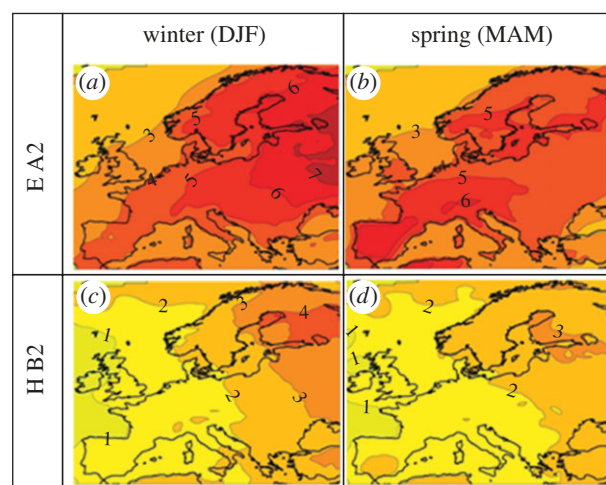 winter (DJF) spring (MAM)
E A2
(a) 3 5 6 4 5 6 7
(b) 3 5 5 6
H B2
(c) 1 2 3 4 2 3 1
(d) 2 1 1 3 2 1